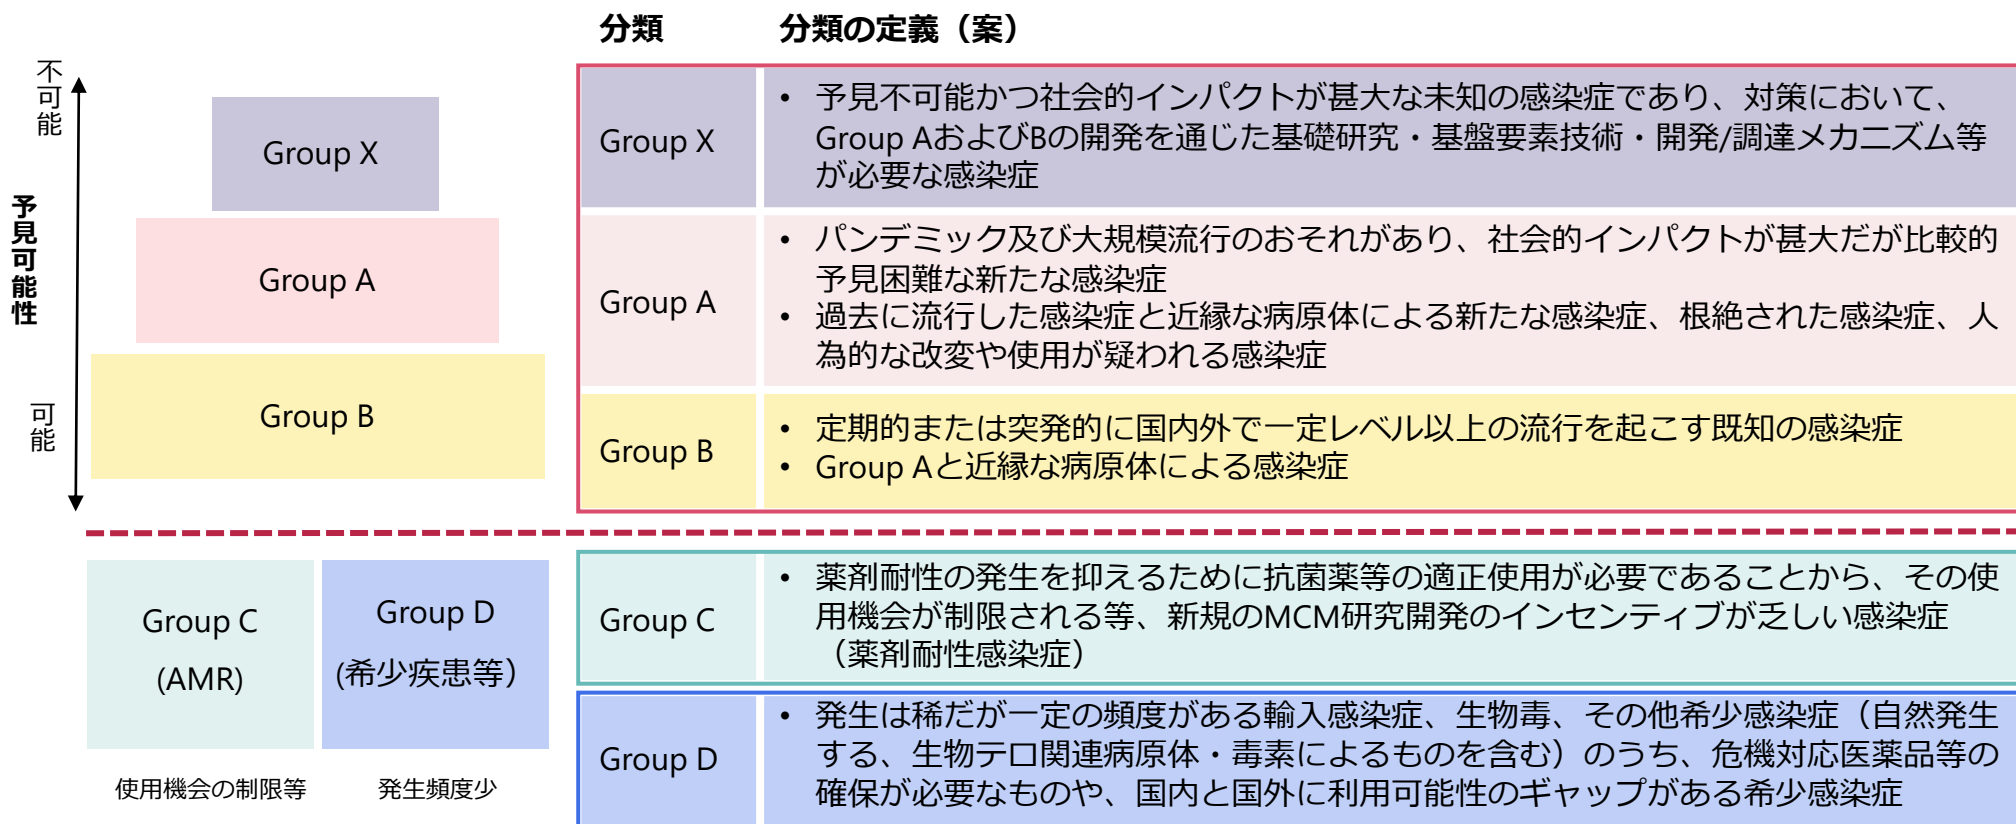 分類
分類の定義（案）
不可能
予見可能性
可能
Group X
Group A
Group B
Group X
• 予見不可能かつ社会的インパクトが甚大な未知の感染症であり、対策において、
Group AおよびBの開発を通じた基礎研究・基盤要素技術・開発/調達メカニズム等
が必要な感染症
Group A
• パンデミック及び大規模流行のおそれがあり、社会的インパクトが甚大だが比較的
予見困難な新たな感染症
• 過去に流行した感染症と近縁な病原体による新たな感染症、根絶された感染症、人
為的な改変や使用が疑われる感染症
Group B
• 定期的または突発的に国内外で一定レベル以上の流行を起こす既知の感染症
• Group Aと近縁な病原体による感染症
Group C
(AMR)
使用機会の制限等
Group D
(希少疾患等）
発生頻度少
Group C
• 薬剤耐性の発生を抑えるために抗菌薬等の適正使用が必要であることから、その使
用機会が制限される等、新規のMCM研究開発のインセンティブが乏しい感染症
（薬剤耐性感染症）
Group D
• 発生は稀だが一定の頻度がある輸入感染症、生物毒、その他希少感染症（自然発生
する、生物テロ関連病原体・毒素によるものを含む）のうち、危機対応医薬品等の
確保が必要なものや、国内と国外に利用可能性のギャップがある希少感染症